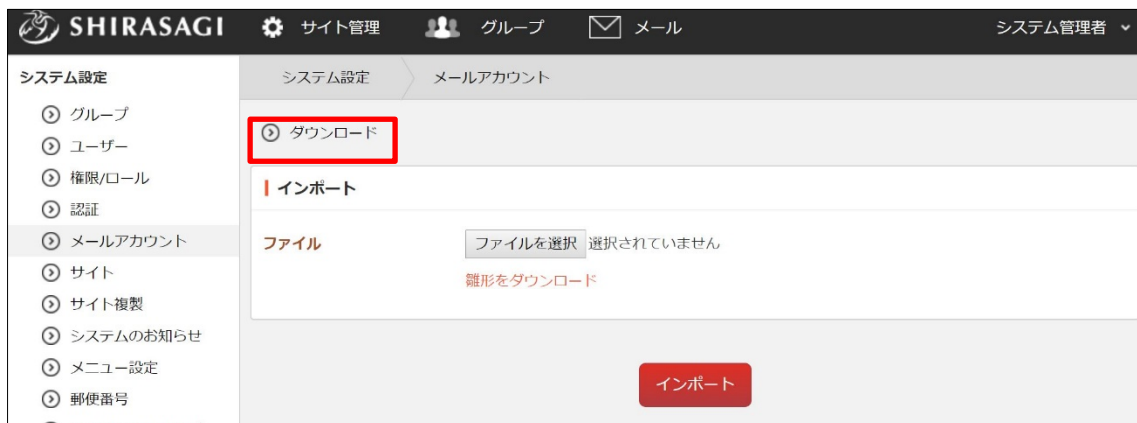 SHIRASAGI サイト管理 グループ メール システム管理者
システム設定
グループ
ユーザー
権限/ロール
認証
メールアカウント
サイト
サイト複製
システムのお知らせ
メニュー設定
郵便番号
システム設定 メールアカウント
ダウンロード
インポート
ファイル ファイルを選択 選択されていません
雛形をダウンロード
インポート